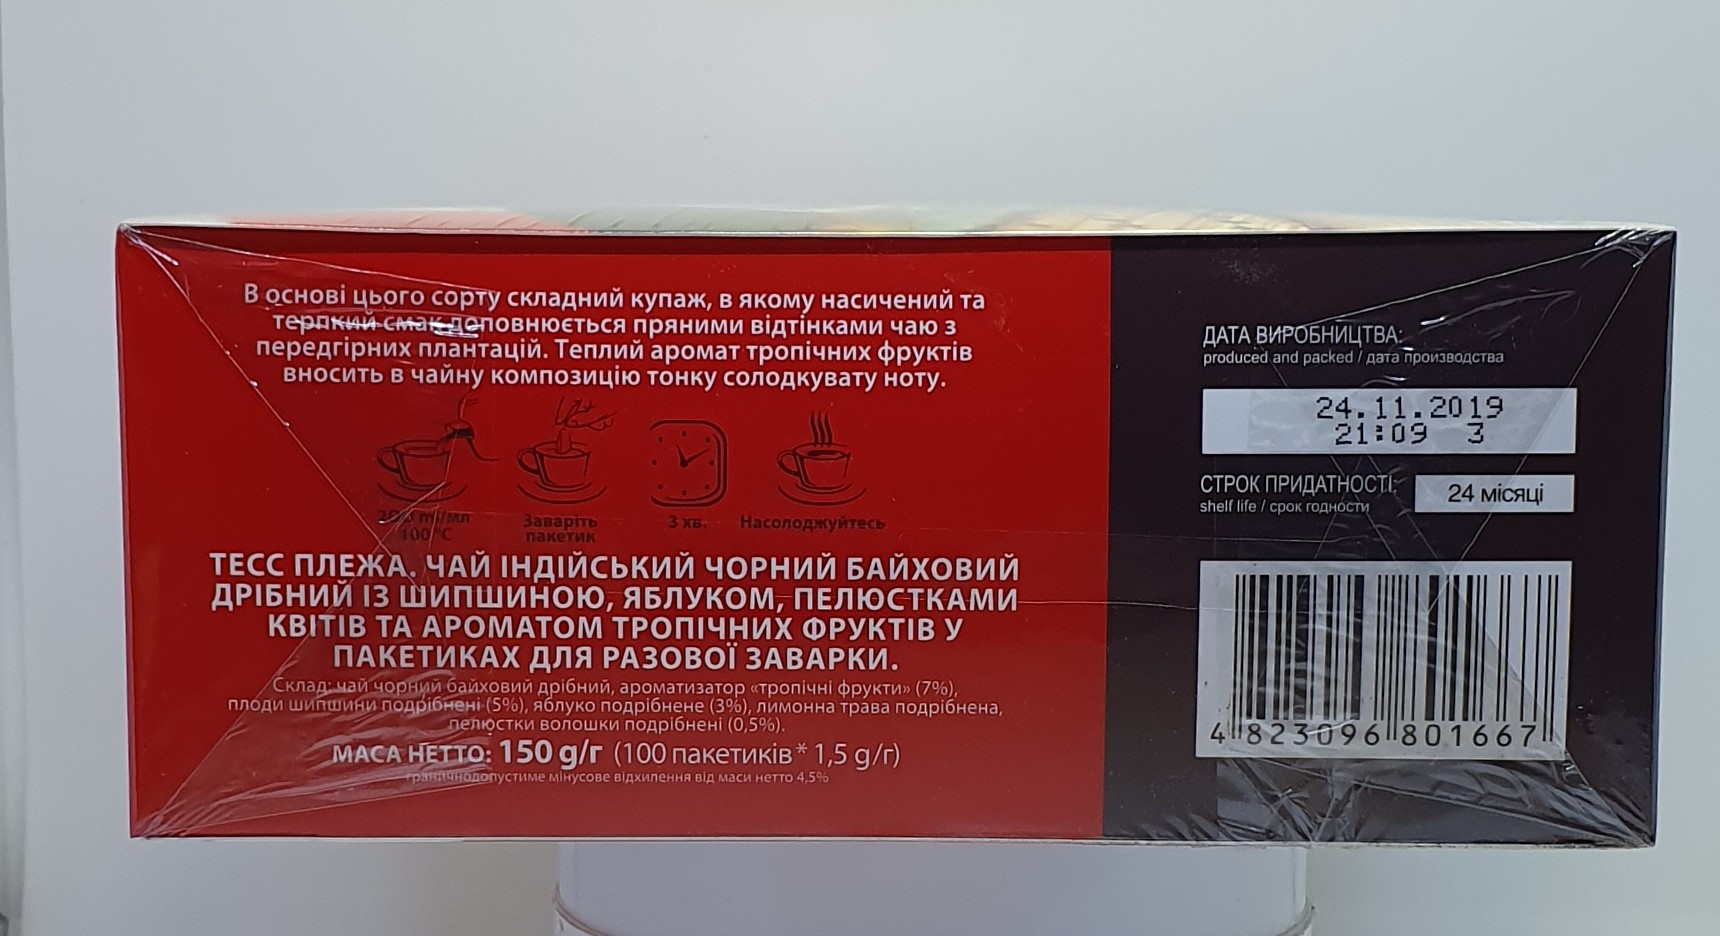 В основі цього сорту складний купаж, в якому насичений та
терпкий смак доповнюється пряними відтінками чаю з
передгірних плантацій. Теплий аромат тропічних фруктів
вносить в чайну композицію тонку солодкувату ноту.
200 ml/мл
100°C
Заваріть
пакетик
3 хв.
Насолоджуйтесь
ТЕСС ПЛЕЖА. ЧАЙ ІНДІЙСЬКИЙ ЧОРНИЙ БАЙХОВИЙ
ДРІБНИЙ ІЗ ШИПШИНОЮ, ЯБЛУКОМ, ПЕЛЮСТКАМИ
КВІТІВ ТА АРОМАТОМ ТРОПІЧНИХ ФРУКТІВ У
ПАКЕТИКАХ ДЛЯ РАЗОВОЇ ЗАВАРКИ.
Склад: чай чорний байховий дрібний, ароматизатор «тропічні фрукти» (7%),
плоди шипшини подрібнені (5%), яблуко подрібнене (3%), лимонна трава подрібнена,
пелюстки волошки подрібнені (0,5%).
МАСА НЕТТО: 150 g/г (100 пакетиків * 1,5 g/г)
граничнодопустиме мінусове відхилення від маси нетто 4,5%
ДАТА ВИРОБНИЦТВА:
produced and packed / дата производства
24.11.2019
21:09 3
СТРОК ПРИДАТНОСТІ:
shelf life / срок годности
24 місяці
4 823096 801667